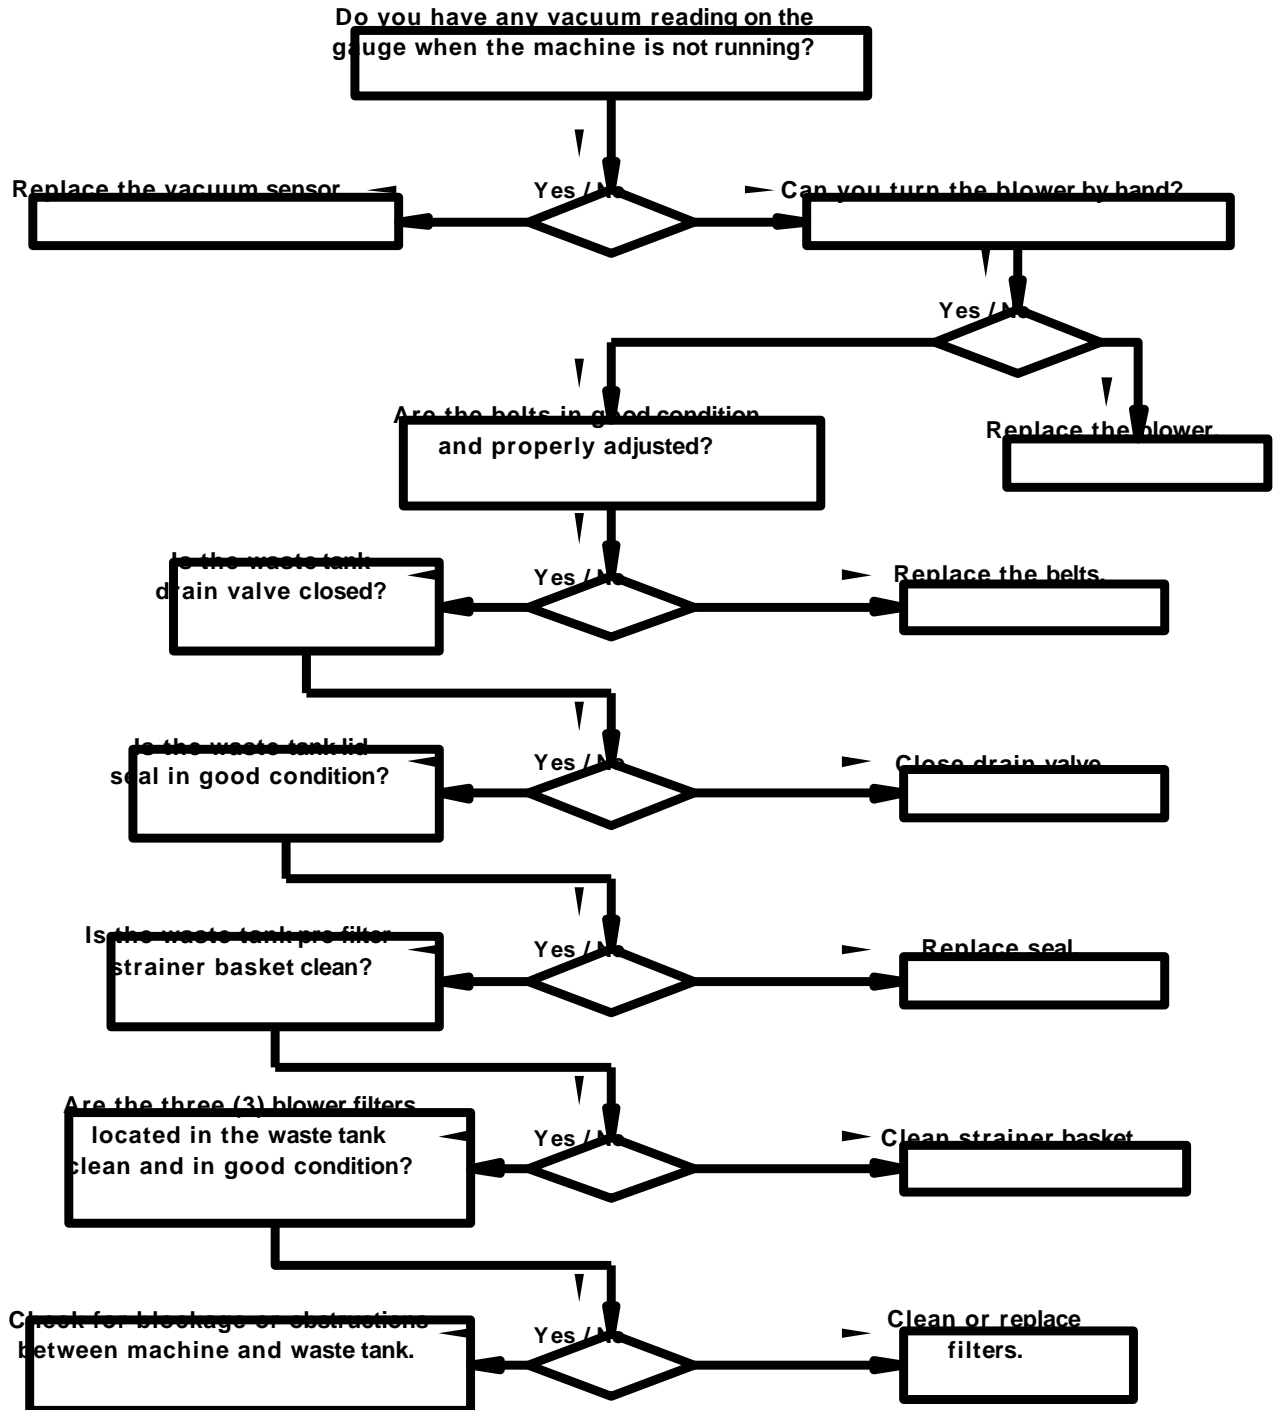 Do you have any vacuum reading on the
gauge when the machine is not running?
Replace the vacuum sensor
Yes / No
Can you turn the blower by hand?
Yes / No
Are the belts in good condition
and properly adjusted?
Replace the blower.
Is the waste tank
drain valve closed?
Yes / No
Replace the belts.
Is the waste tank lid
seal in good condition?
Yes / No
Close drain valve
Is the waste tank pre filter
strainer basket clean?
Yes / No
Replace seal
Are the three (3) blower filters
located in the waste tank
clean and in good condition?
Yes / No
Clean strainer basket
Check for blockage or obstructions
between machine and waste tank.
Yes / No
Clean or replace
filters.